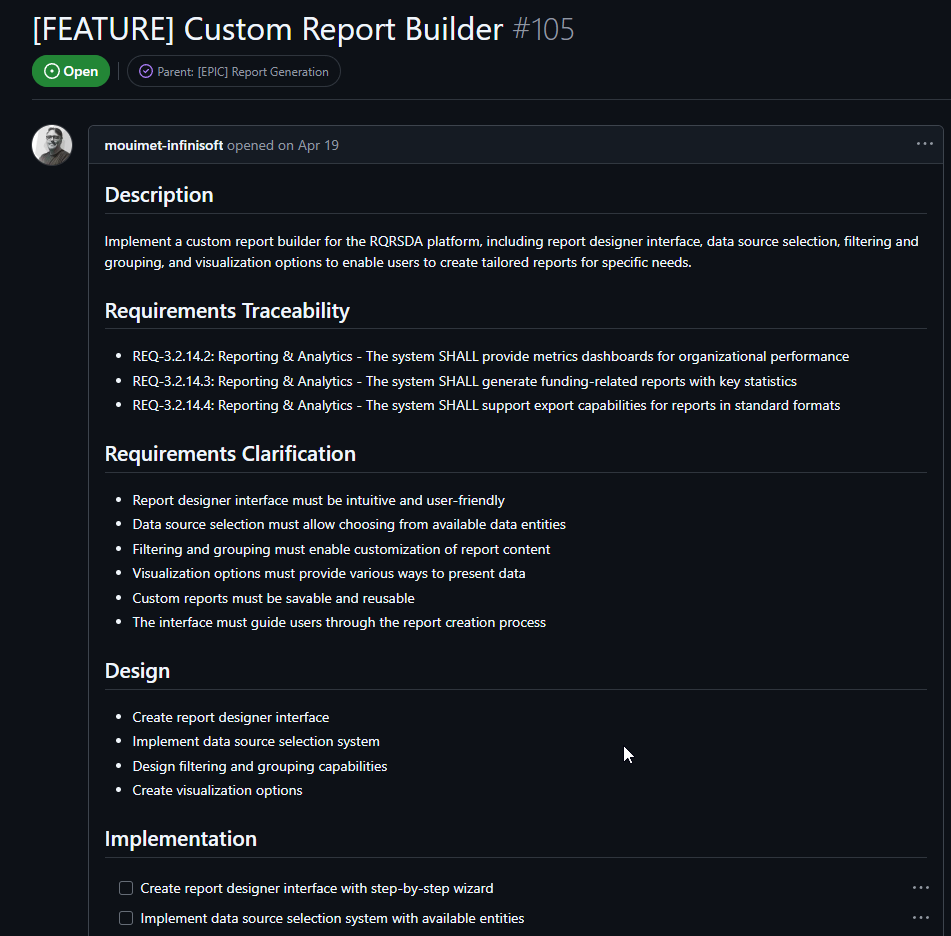 [FEATURE] Custom Report Builder #105
Open
Parent: [EPIC] Report Generation
mouimet-infinisoft opened on Apr 19
Description
Implement a custom report builder for the RQRSDA platform, including report designer interface, data source selection, filtering and
grouping, and visualization options to enable users to create tailored reports for specific needs.
Requirements Traceability
• REQ-3.2.14.2: Reporting & Analytics - The system SHALL provide metrics dashboards for organizational performance
• REQ-3.2.14.3: Reporting & Analytics - The system SHALL generate funding-related reports with key statistics
• REQ-3.2.14.4: Reporting & Analytics - The system SHALL support export capabilities for reports in standard formats
Requirements Clarification
• Report designer interface must be intuitive and user-friendly
• Data source selection must allow choosing from available data entities
• Filtering and grouping must enable customization of report content
• Visualization options must provide various ways to present data
• Custom reports must be savable and reusable
• The interface must guide users through the report creation process
Design
• Create report designer interface
• Implement data source selection system
• Design filtering and grouping capabilities
• Create visualization options
Implementation
Create report designer interface with step-by-step wizard
Implement data source selection system with available entities